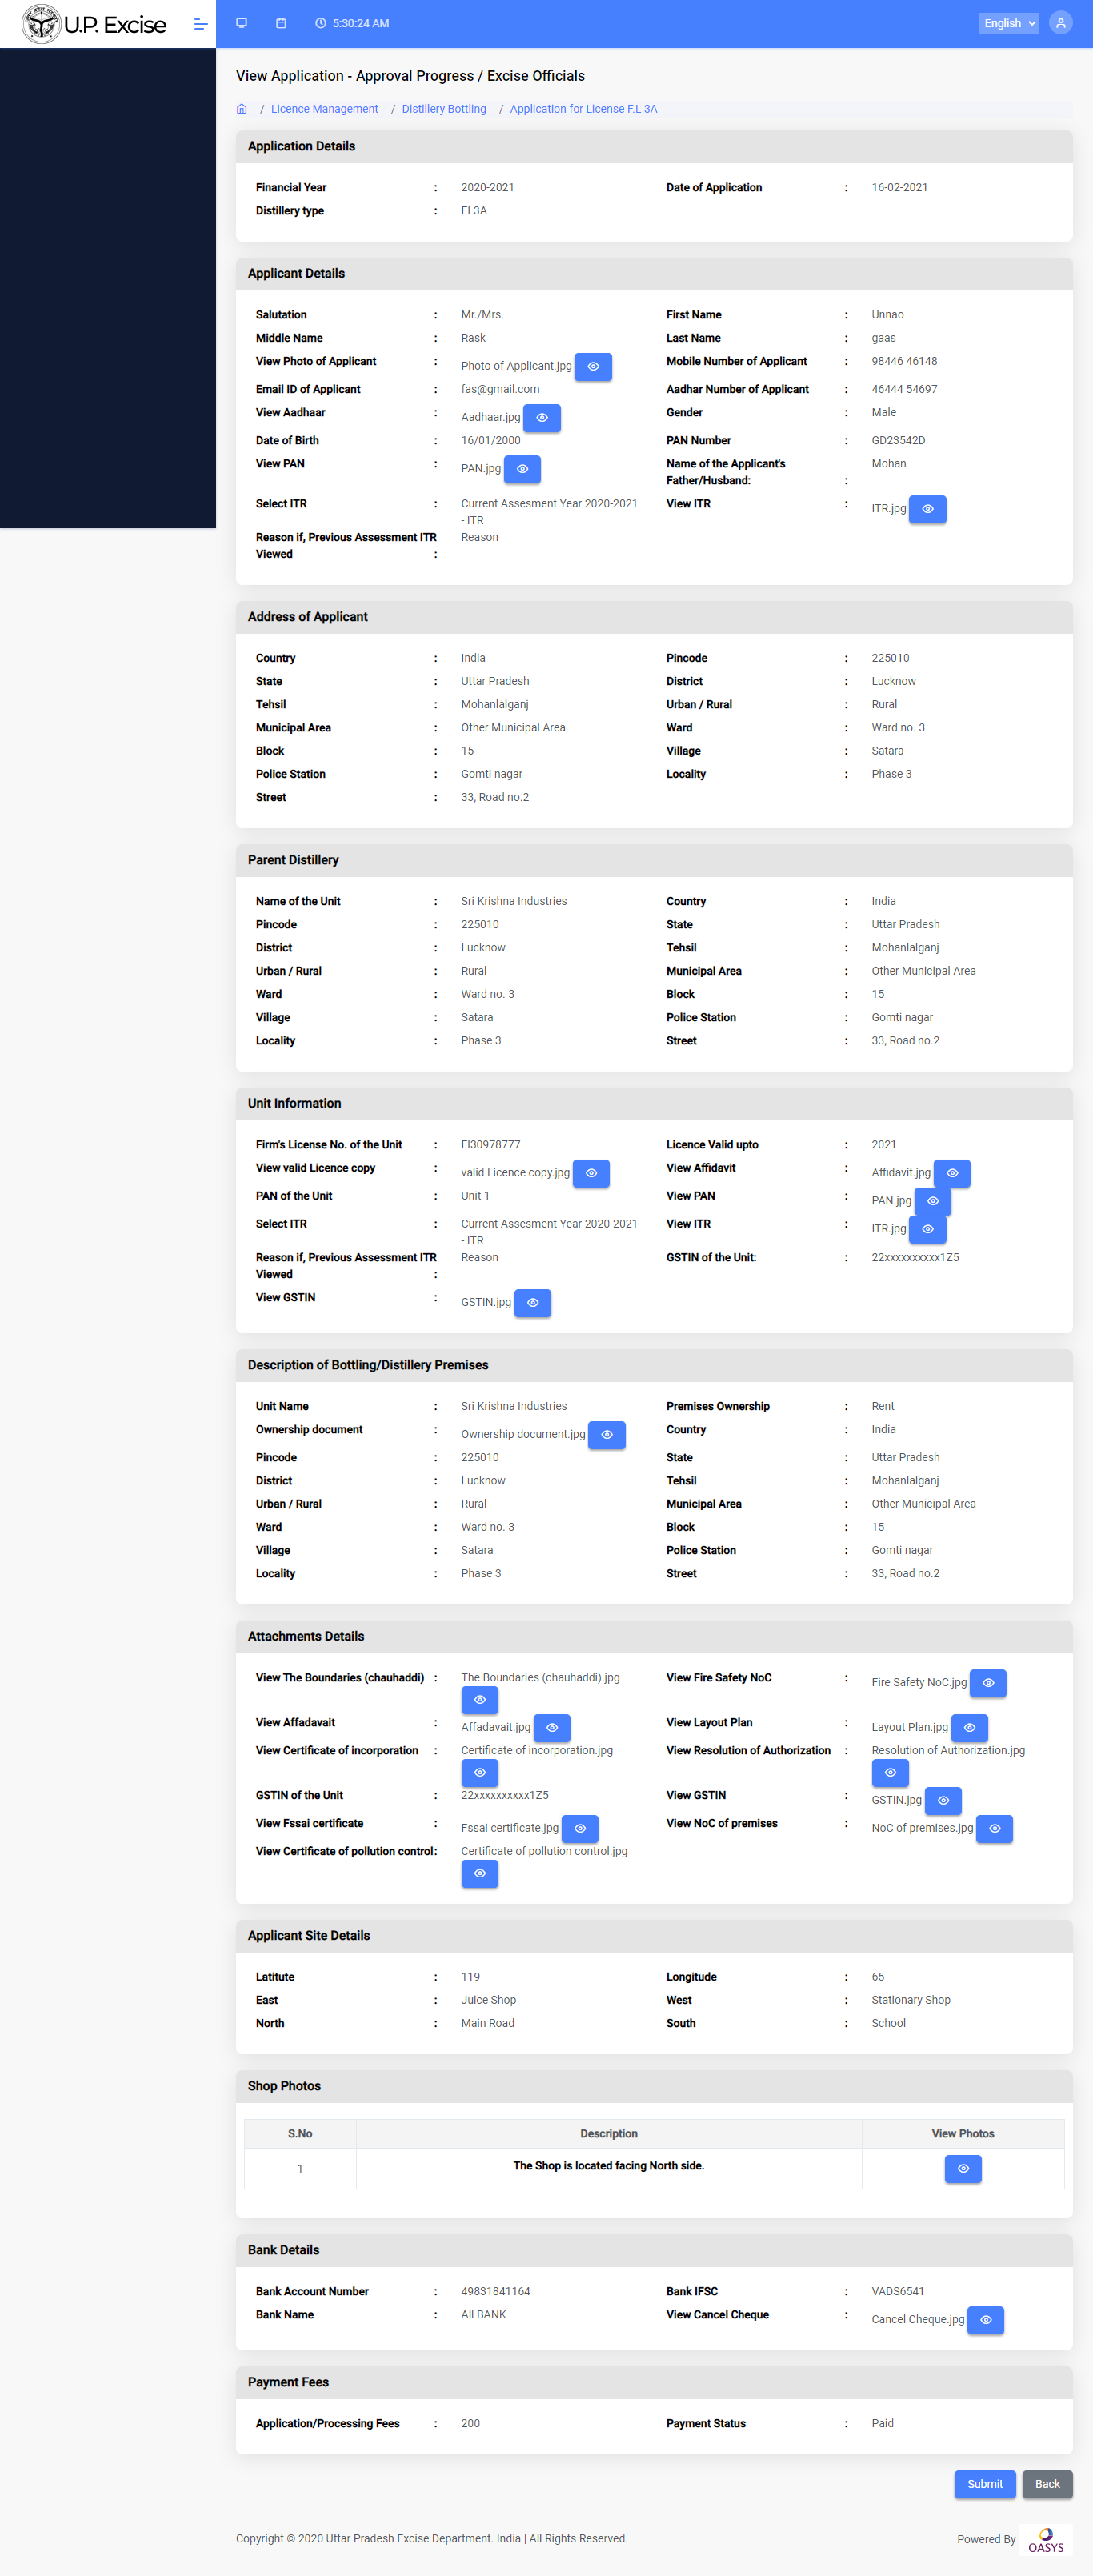 U.P. Excise
5:30:24 AM
English
View Application - Approval Progress / Excise Officials
/ Licence Management / Distillery Bottling / Application for License F.L 3A
Application Details
Financial Year : 2020-2021 Date of Application : 16-02-2021
Distillery type : FL3A
Applicant Details
Salutation : Mr./Mrs. First Name : Unnao
Middle Name : Rask Last Name : gaas
View Photo of Applicant : Photo of Applicant.jpg Mobile Number of Applicant : 98446 46148
Email ID of Applicant : fas@gmail.com Aadhar Number of Applicant : 46444 54697
View Aadhaar : Aadhaar.jpg Gender : Male
Date of Birth : 16/01/2000 PAN Number : GD23542D
View PAN : PAN.jpg Name of the Applicant's Mohan
Father/Husband: :
Select ITR : Current Assesment Year 2020-2021 View ITR : ITR.jpg
- ITR
Reason if, Previous Assessment ITR Reason
Viewed :
Address of Applicant
Country : India Pincode : 225010
State : Uttar Pradesh District : Lucknow
Tehsil : Mohanlalganj Urban / Rural : Rural
Municipal Area : Other Municipal Area Ward : Ward no. 3
Block : 15 Village : Satara
Police Station : Gomti nagar Locality : Phase 3
Street : 33, Road no.2
Parent Distillery
Name of the Unit : Sri Krishna Industries Country : India
Pincode : 225010 State : Uttar Pradesh
District : Lucknow Tehsil : Mohanlalganj
Urban / Rural : Rural Municipal Area : Other Municipal Area
Ward : Ward no. 3 Block : 15
Village : Satara Police Station : Gomti nagar
Locality : Phase 3 Street : 33, Road no.2
Unit Information
Firm's License No. of the Unit : Fl30978777 Licence Valid upto : 2021
View valid Licence copy : valid Licence copy.jpg View Affidavit : Affidavit.jpg
PAN of the Unit : Unit 1 View PAN : PAN.jpg
Select ITR : Current Assesment Year 2020-2021 View ITR : ITR.jpg
- ITR
Reason if, Previous Assessment ITR Reason GSTIN of the Unit: : 22xxxxxxxxxx1Z5
Viewed :
View GSTIN : GSTIN.jpg
Description of Bottling/Distillery Premises
Unit Name : Sri Krishna Industries Premises Ownership : Rent
Ownership document : Ownership document.jpg Country : India
Pincode : 225010 State : Uttar Pradesh
District : Lucknow Tehsil : Mohanlalganj
Urban / Rural : Rural Municipal Area : Other Municipal Area
Ward : Ward no. 3 Block : 15
Village : Satara Police Station : Gomti nagar
Locality : Phase 3 Street : 33, Road no.2
Attachments Details
View The Boundaries (chauhaddi) : The Boundaries (chauhaddi).jpg View Fire Safety NoC : Fire Safety NoC.jpg
View Affadavait : Affadavait.jpg View Layout Plan : Layout Plan.jpg
View Certificate of incorporation : Certificate of incorporation.jpg View Resolution of Authorization : Resolution of Authorization.jpg
GSTIN of the Unit : 22xxxxxxxxxx1Z5 View GSTIN : GSTIN.jpg
View Fssai certificate : Fssai certificate.jpg View NoC of premises : NoC of premises.jpg
View Certificate of pollution control: Certificate of pollution control.jpg
Applicant Site Details
Latitute : 119 Longitude : 65
East : Juice Shop West : Stationary Shop
North : Main Road South : School
Shop Photos
S.No Description View Photos
1 The Shop is located facing North side.
Bank Details
Bank Account Number : 49831841164 Bank IFSC : VADS6541
Bank Name : All BANK View Cancel Cheque : Cancel Cheque.jpg
Payment Fees
Application/Processing Fees : 200 Payment Status : Paid
Submit Back
Copyright © 2020 Uttar Pradesh Excise Department. India | All Rights Reserved. Powered By OASYS